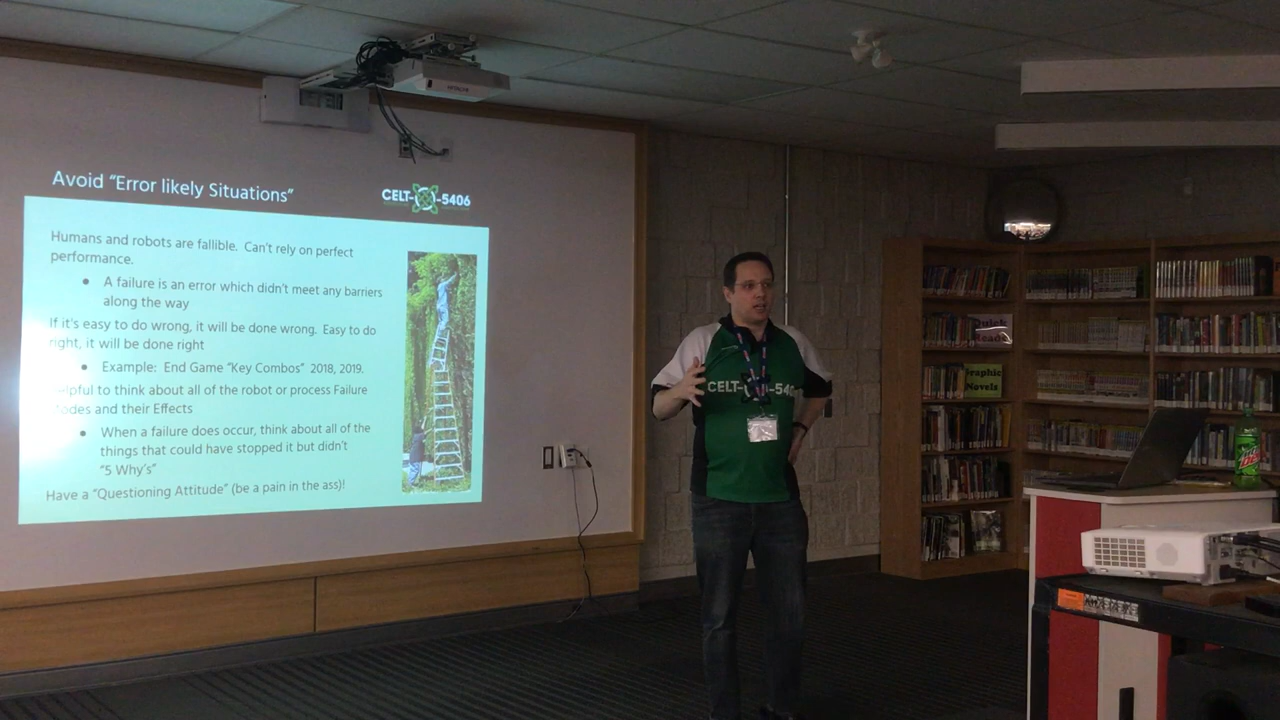 Avoid “Error likely Situations”
CELT- -5406
Humans and robots are fallible. Can't rely on perfect
performance.
• A failure is an error which didn't meet any barriers
along the way
If it's easy to do wrong, it will be done wrong. Easy to do
right, it will be done right
• Example: End Game “Key Combos” 2018, 2019.
elpful to think about all of the robot or process Failure
odes and their Effects
• When a failure does occur, think about all of the
things that could have stopped it but didn't
“5 Why's”
Have a “Questioning Attitude” (be a pain in the ass)!
HITACHI
CELT- -540
Quick
Reads
Graphic
Novels